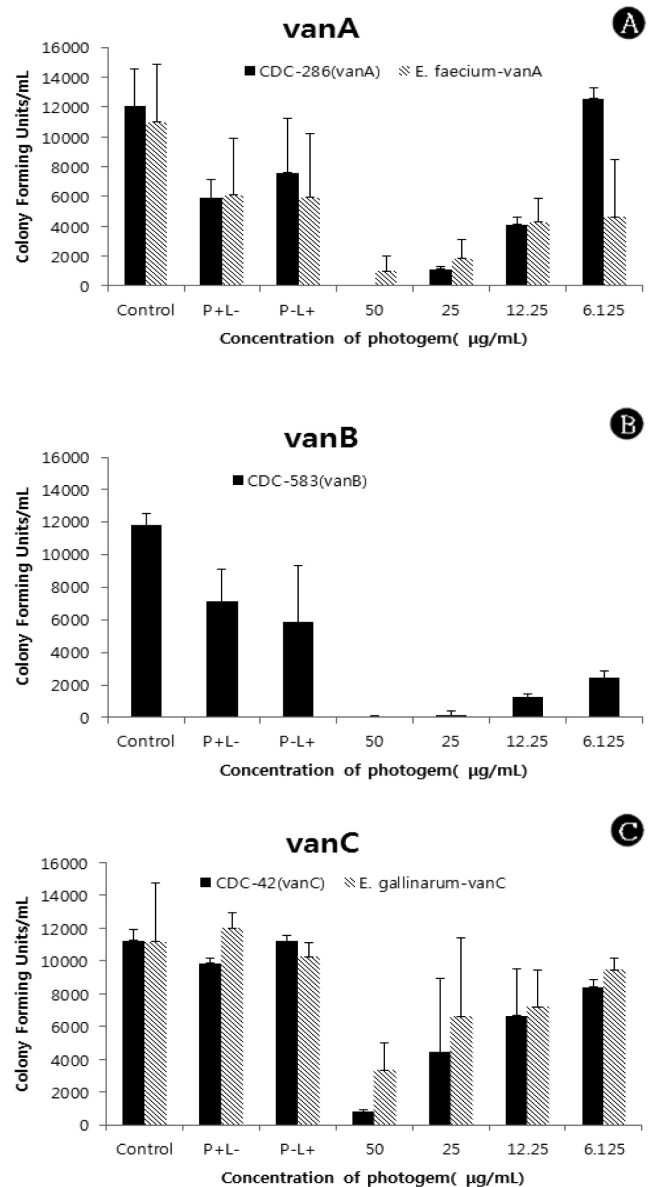 vanA
A
16000
14000
12000
10000
8000
6000
4000
2000
0
Colony Forming Units/mL
CDC-286(vanA) E. faecium-vanA
Control P+L- P-L+ 50 25 12.25 6.125
Concentration of photogem( µg/mL)
vanB
B
16000
14000
12000
10000
8000
6000
4000
2000
0
Colony Forming Units/mL
CDC-583(vanB)
Control P+L- P-L+ 50 25 12.25 6.125
Concentration of photogem( µg/mL)
vanC
C
16000
14000
12000
10000
8000
6000
4000
2000
0
Colony Forming Units/mL
CDC-42(vanC) E. gallinarum-vanC
Control P+L- P-L+ 50 25 12.25 6.125
Concentration of photogem( µg/mL)